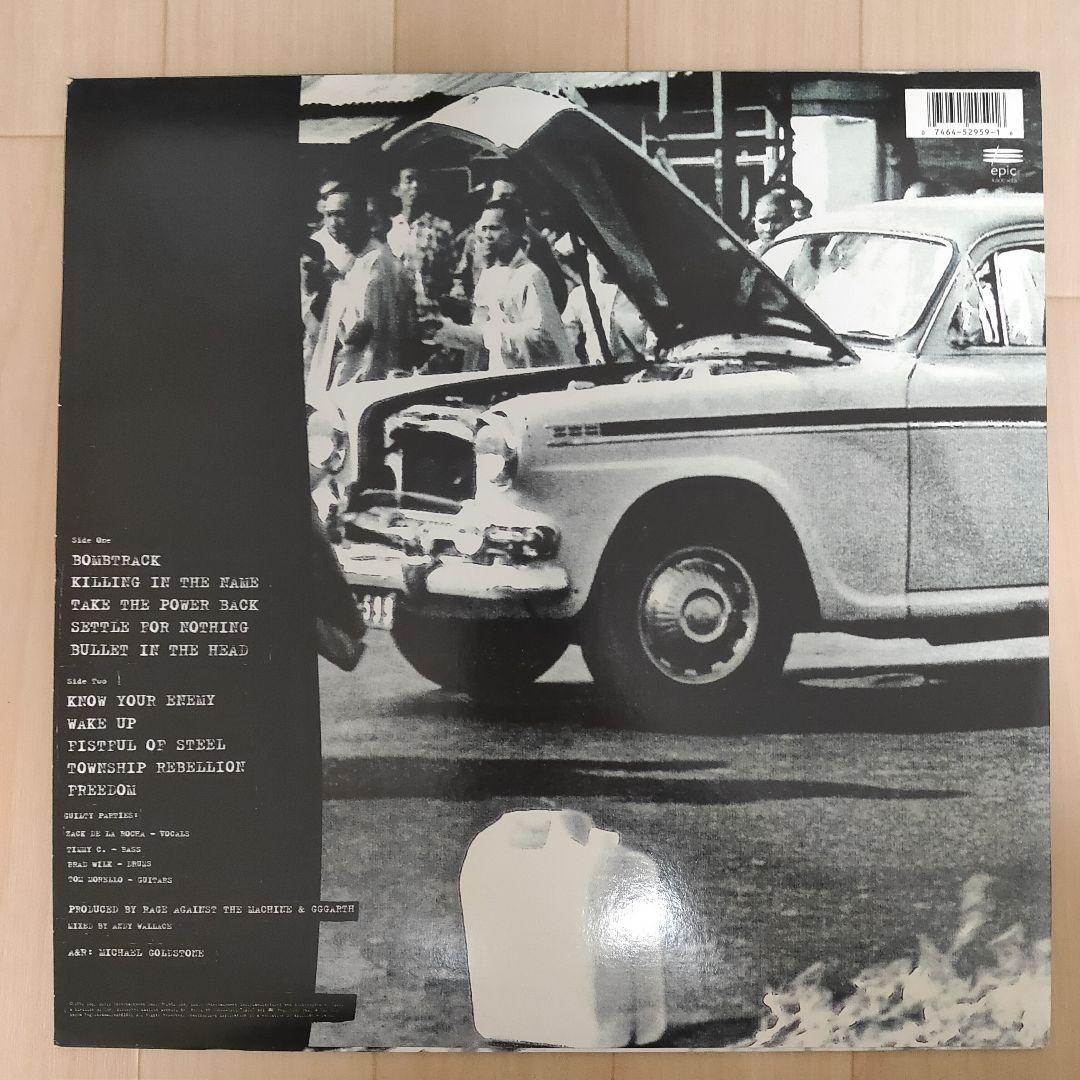 0 7464-52959-1 6
epic
Side One
BOMBTRACK
KILLING IN THE NAME
TAKE THE POWER BACK
SETTLE FOR NOTHING
BULLET IN THE HEAD
Side Two
KNOW YOUR ENEMY
WAKE UP
FISTFUL OF STEEL
TOWNSHIP REBELLION
FREEDOM
GUILTY PARTIES:
ZACK DE LA ROCHA - VOCALS
TIMMY C. - BASS
BRAD WILK - DRUMS
TOM MORELLO - GUITARS
PRODUCED BY RAGE AGAINST THE MACHINE & GGGARTH
MIXED BY ANDY WALLACE
A&R: MICHAEL GOLDSTONE